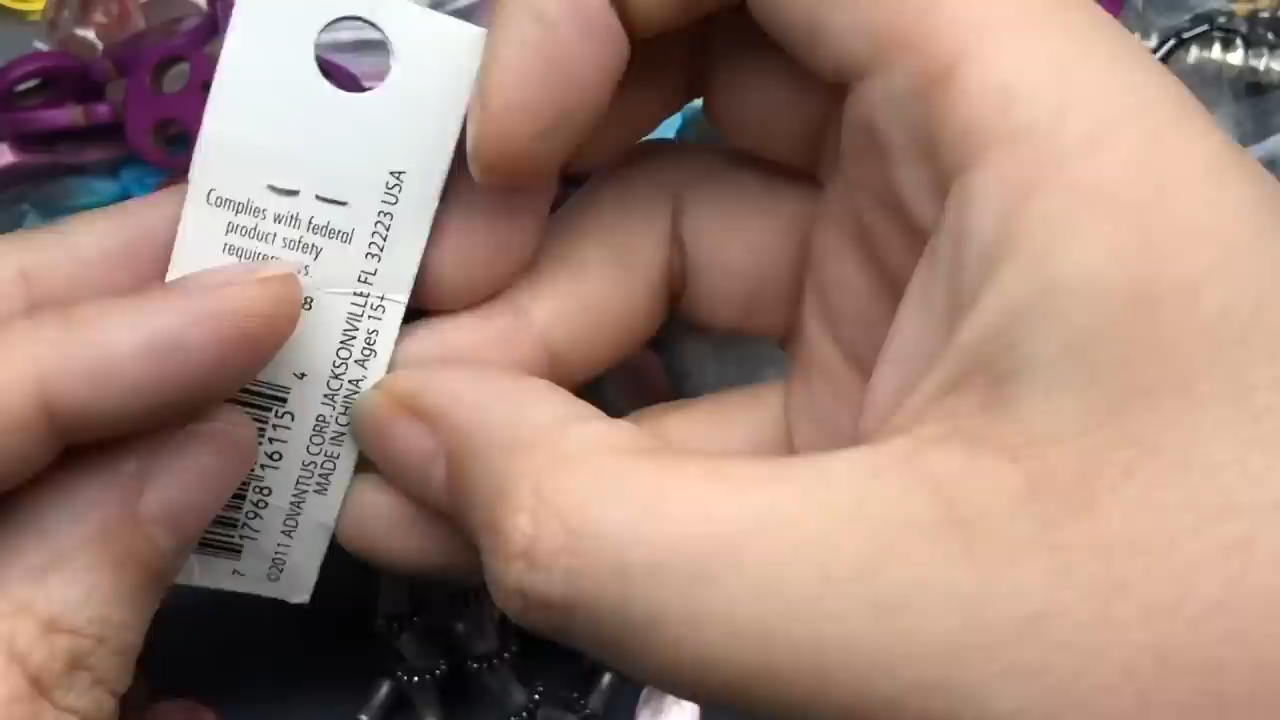 Complies with federal
product safety
8
7 17968 16115 4
©2011 ADVANTUS CORP. JACKSONVILLE FL 32223 USA
MADE IN CHINA, Ages 15+